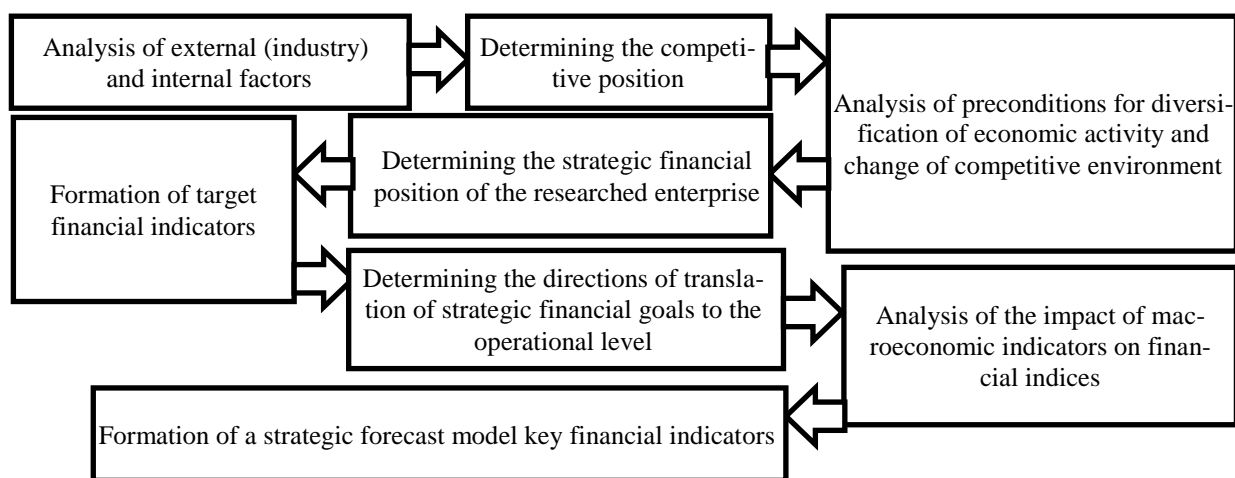 Analysis of external (industry)
and internal factors
Determining the competi-
tive position
Analysis of preconditions for diversi-
fication of economic activity and
change of competitive environment
Determining the strategic financial
position of the researched enterprise
Formation of target
financial indicators
Determining the directions of transla-
tion of strategic financial goals to the
operational level
Analysis of the impact of mac-
roeconomic indicators on finan-
cial indices
Formation of a strategic forecast model key financial indicators